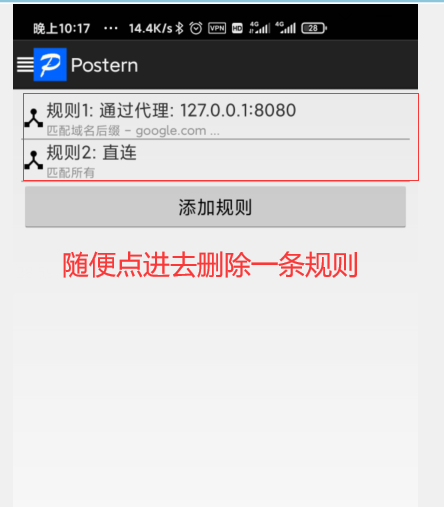 晚上10:17 ... 14.4K/s VPN HD 4G 4G 28
Postern
规则1: 通过代理: 127.0.0.1:8080
匹配域名后缀 - google.com ...
规则2: 直连
匹配所有
添加规则
随便点进去删除一条规则